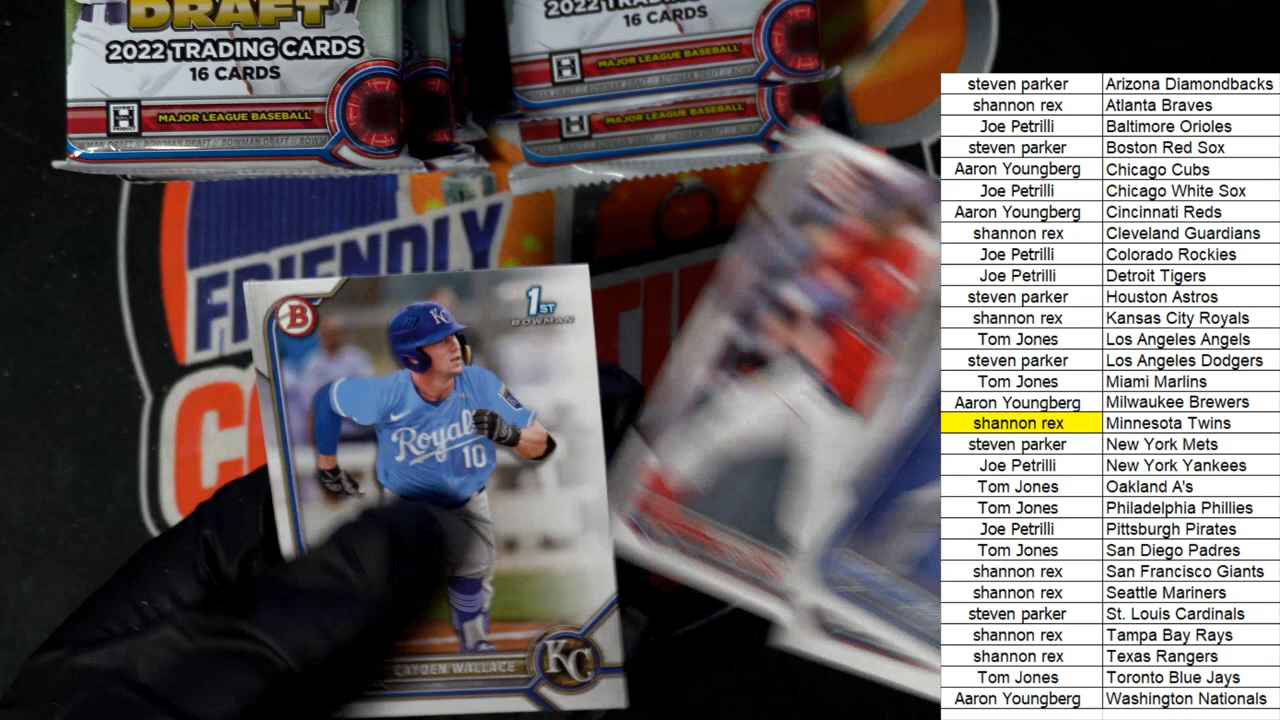 DRAFT
2022 TRADING CARDS
16 CARDS
HOBBY
H
PRODUCT
MAJOR LEAGUE BASEBALL
BOWMAN DRAFT // BOWMAN
2022 TRADING
16 CARDS
H
MAJOR LEAGUE BASEBALL
H
MAJOR LEAGUE BASEBALL
FRIENDLY
B
1ST
BOWMAN
KC
Royals
10
CAYDEN WALLACE
KC
steven parker Arizona Diamondbacks
shannon rex Atlanta Braves
Joe Petrilli Baltimore Orioles
steven parker Boston Red Sox
Aaron Youngberg Chicago Cubs
Joe Petrilli Chicago White Sox
Aaron Youngberg Cincinnati Reds
shannon rex Cleveland Guardians
Joe Petrilli Colorado Rockies
Joe Petrilli Detroit Tigers
steven parker Houston Astros
shannon rex Kansas City Royals
Tom Jones Los Angeles Angels
steven parker Los Angeles Dodgers
Tom Jones Miami Marlins
Aaron Youngberg Milwaukee Brewers
shannon rex Minnesota Twins
steven parker New York Mets
Joe Petrilli New York Yankees
Tom Jones Oakland A's
Tom Jones Philadelphia Phillies
Joe Petrilli Pittsburgh Pirates
Tom Jones San Diego Padres
shannon rex San Francisco Giants
shannon rex Seattle Mariners
steven parker St. Louis Cardinals
shannon rex Tampa Bay Rays
shannon rex Texas Rangers
Tom Jones Toronto Blue Jays
Aaron Youngberg Washington Nationals